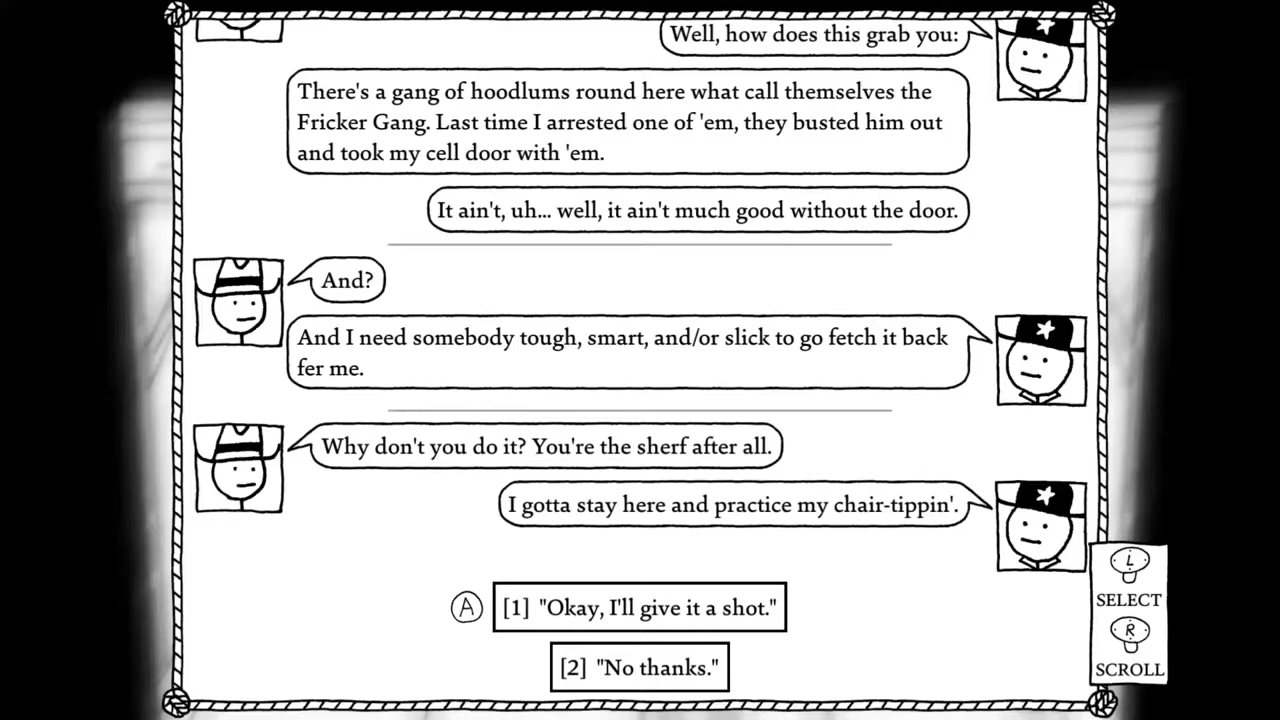 Well, how does this grab you:
There's a gang of hoodlums round here what call themselves the
Fricker Gang. Last time I arrested one of 'em, they busted him out
and took my cell door with 'em.
It ain't, uh... well, it ain't much good without the door.
And?
And I need somebody tough, smart, and/or slick to go fetch it back
fer me.
Why don't you do it? You're the sherf after all.
I gotta stay here and practice my chair-tippin'.
A [1] "Okay, I'll give it a shot."
[2] "No thanks."
L
SELECT
R
SCROLL